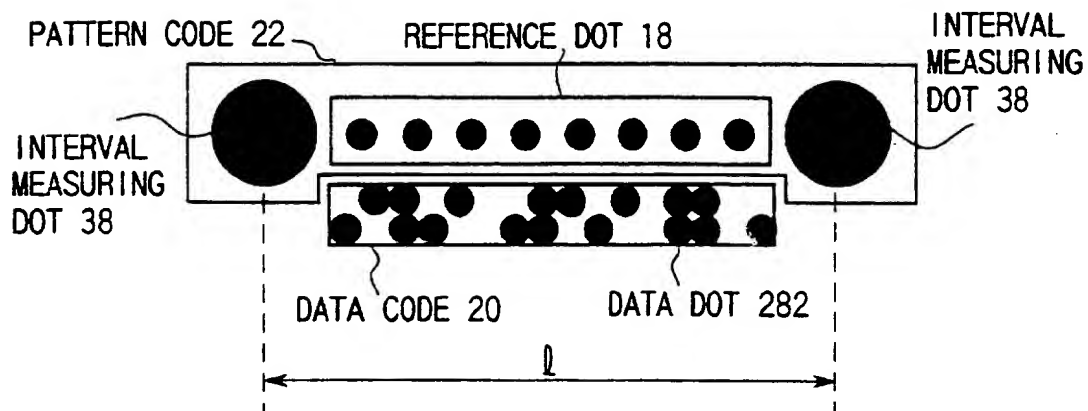 PATTERN CODE 22
REFERENCE DOT 18
INTERVAL
MEASURING
DOT 38
INTERVAL
MEASURING
DOT 38
DATA CODE 20
DATA DOT 282
ℓ